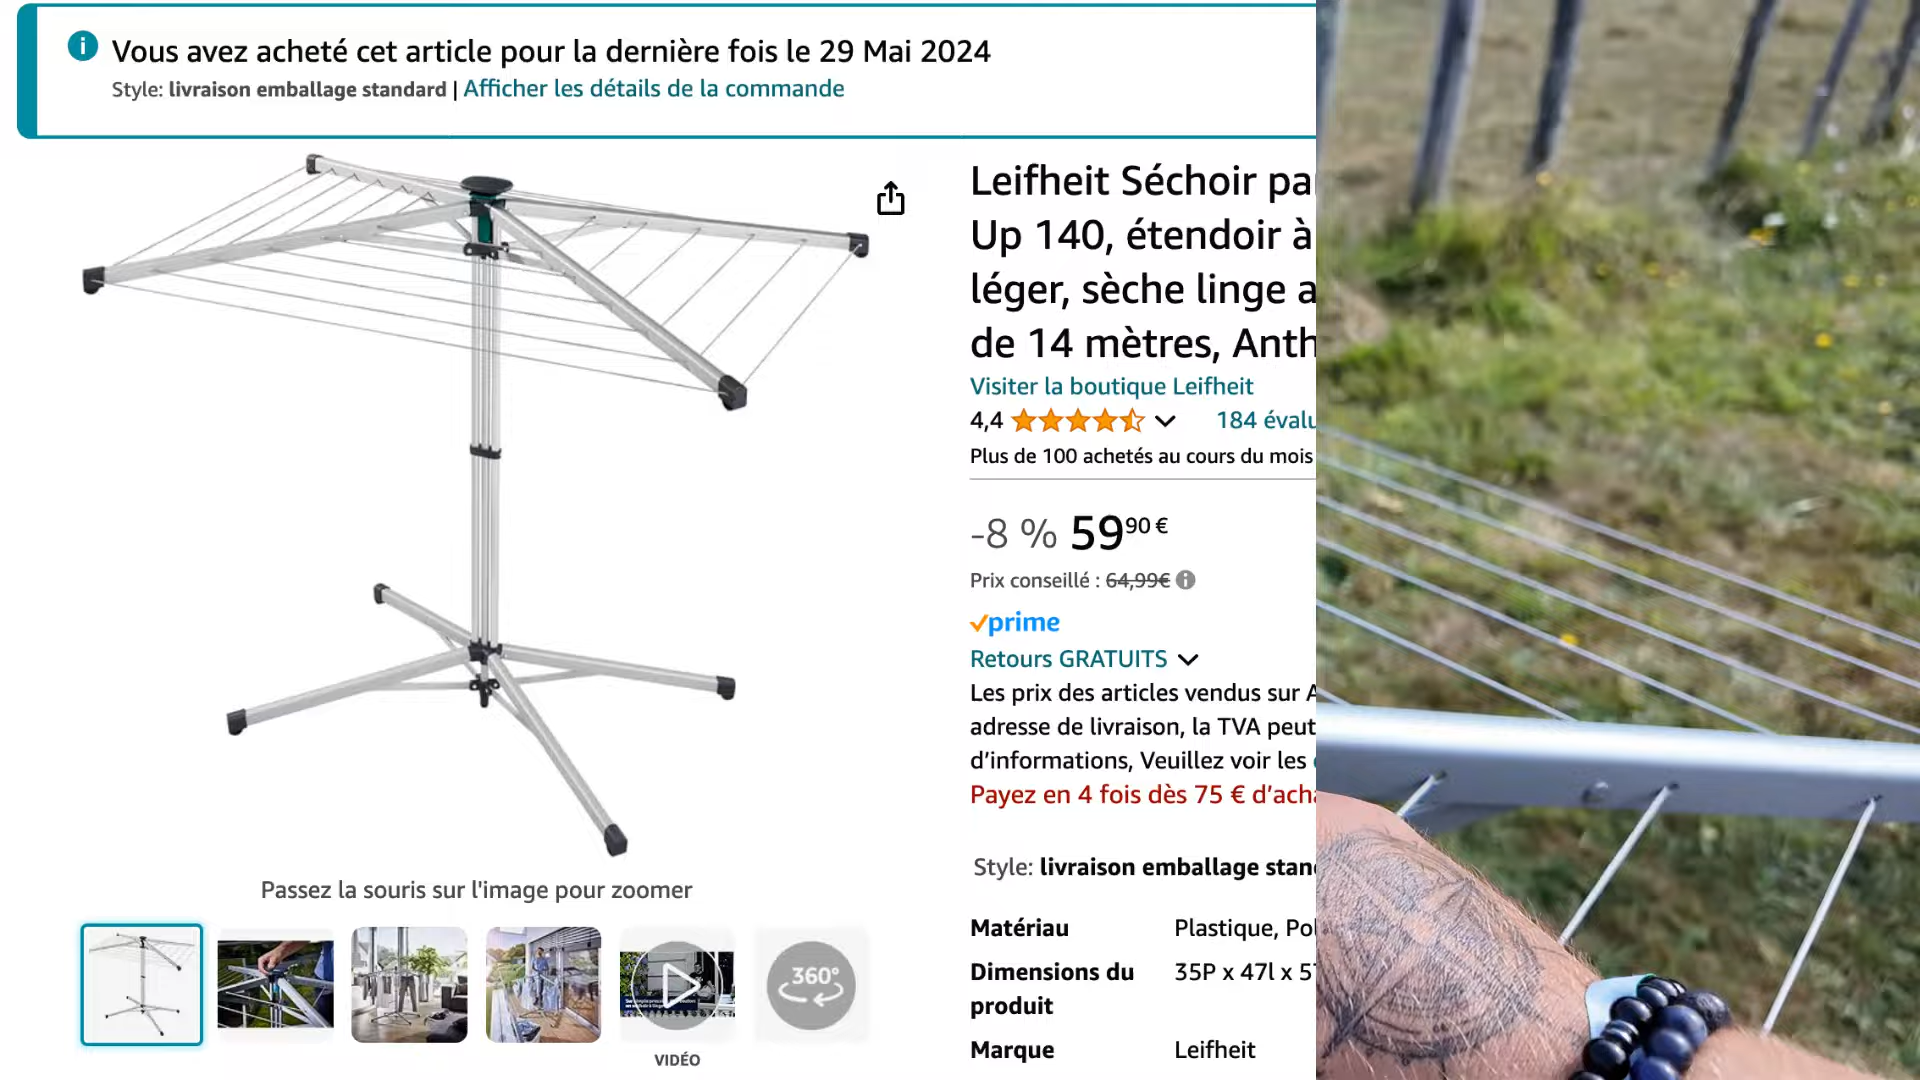 Vous avez acheté cet article pour la dernière fois le 29 Mai 2024
Style: livraison emballage standard | Afficher les détails de la commande
Leifheit Séchoir pa
Up 140, étendoir à
léger, sèche linge a
de 14 mètres, Anth
Visiter la boutique Leifheit
4,4
184 évalu
Plus de 100 achetés au cours du mois
-8 % 59,90 €
Prix conseillé : 64,99€
prime
Retours GRATUITS
Les prix des articles vendus sur A
adresse de livraison, la TVA peut
d’informations, Veuillez voir les
Payez en 4 fois dès 75 € d’acha
Style: livraison emballage stan
Matériau Plastique, Pol
Dimensions du produit 35P x 47l x 5
Marque Leifheit
Passez la souris sur l'image pour zoomer
360°
VIDÉO